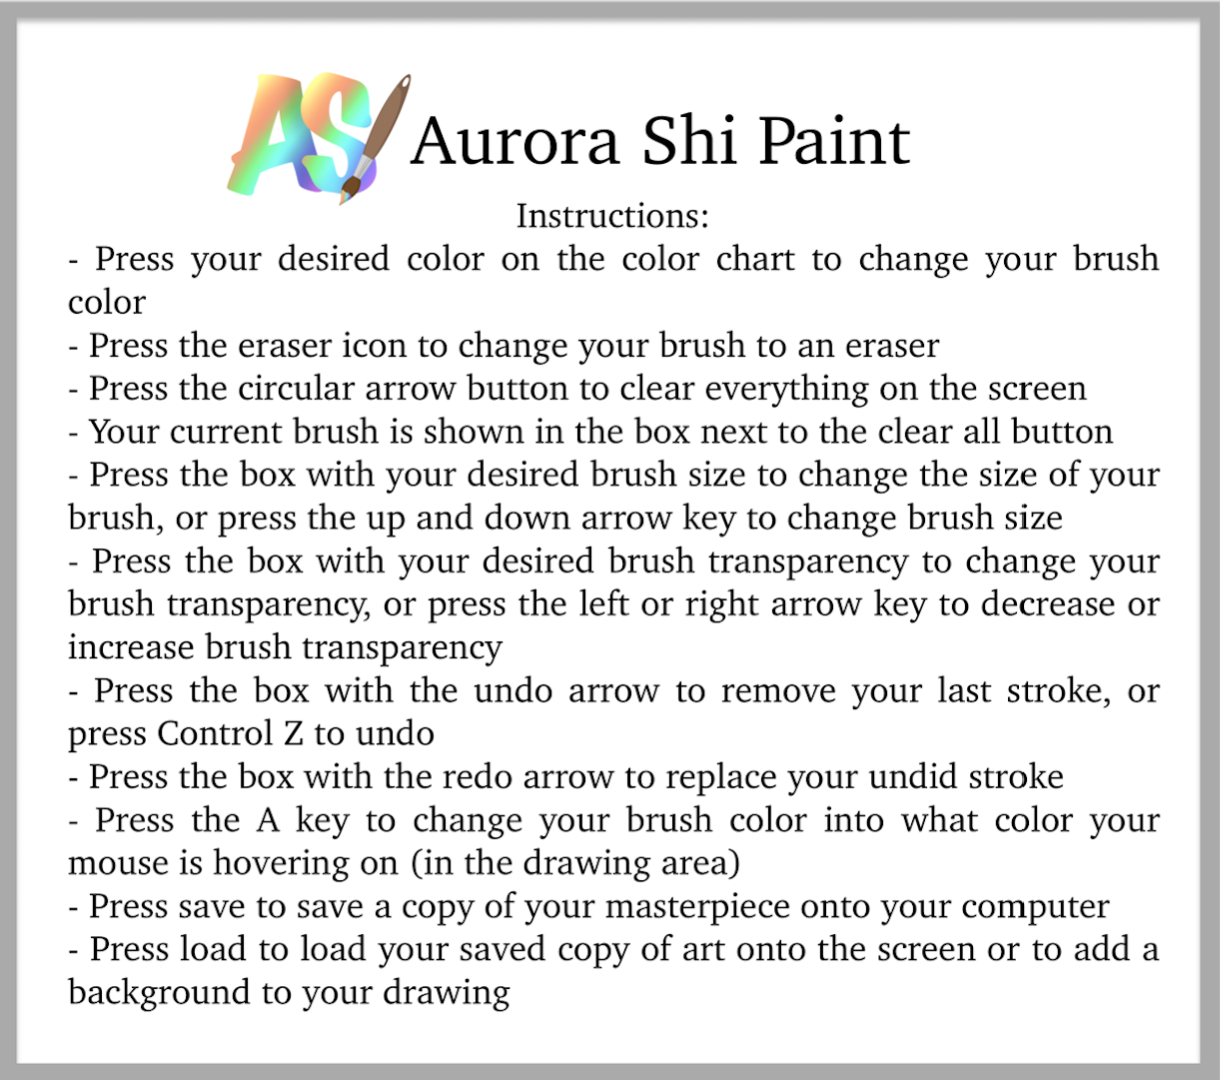 AS Aurora Shi Paint
Instructions:
- Press your desired color on the color chart to change your brush
color
- Press the eraser icon to change your brush to an eraser
- Press the circular arrow button to clear everything on the screen
- Your current brush is shown in the box next to the clear all button
- Press the box with your desired brush size to change the size of your
brush, or press the up and down arrow key to change brush size
- Press the box with your desired brush transparency to change your
brush transparency, or press the left or right arrow key to decrease or
increase brush transparency
- Press the box with the undo arrow to remove your last stroke, or
press Control Z to undo
- Press the box with the redo arrow to replace your undid stroke
- Press the A key to change your brush color into what color your
mouse is hovering on (in the drawing area)
- Press save to save a copy of your masterpiece onto your computer
- Press load to load your saved copy of art onto the screen or to add a
background to your drawing